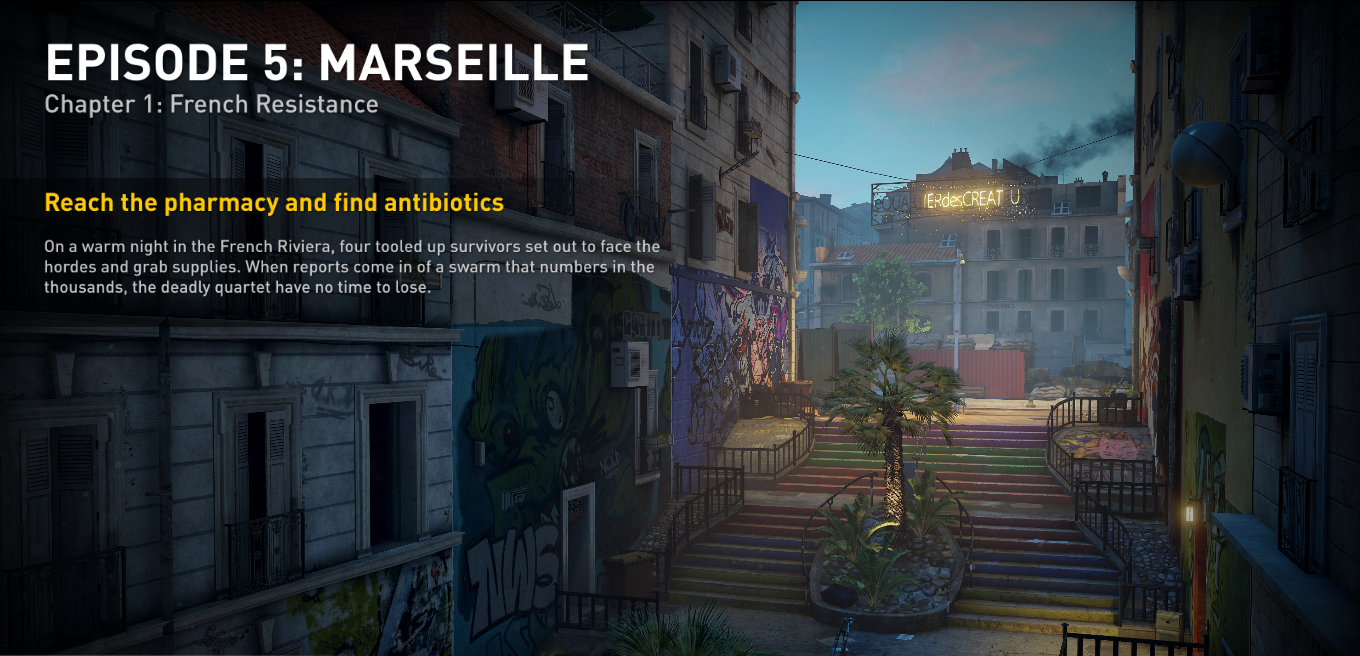 EPISODE 5: MARSEILLE
Chapter 1: French Resistance
Reach the pharmacy and find antibiotics
On a warm night in the French Riviera, four tooled up survivors set out to face the
hordes and grab supplies. When reports come in of a swarm that numbers in the
thousands, the deadly quartet have no time to lose.
ERdesCREAT U
NWS